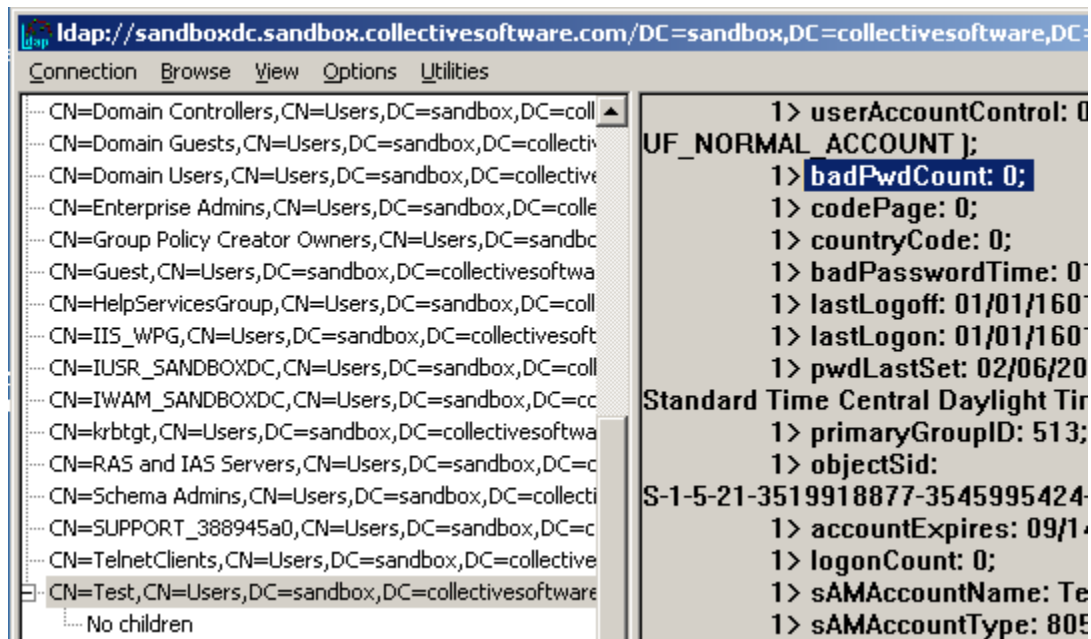 ldap://sandboxdc.sandbox.collectivesoftware.com/DC=sandbox,DC=collectivesoftware,DC=
Connection Browse View Options Utilities
CN=Domain Controllers,CN=Users,DC=sandbox,DC=coll
CN=Domain Guests,CN=Users,DC=sandbox,DC=collectiv
CN=Domain Users,CN=Users,DC=sandbox,DC=collective
CN=Enterprise Admins,CN=Users,DC=sandbox,DC=colle
CN=Group Policy Creator Owners,CN=Users,DC=sandbc
CN=Guest,CN=Users,DC=sandbox,DC=collectivesoftwa
CN=HelpServicesGroup,CN=Users,DC=sandbox,DC=coll
CN=IIS_WPG,CN=Users,DC=sandbox,DC=collectivesoft
CN=IUSR_SANDBOXDC,CN=Users,DC=sandbox,DC=coll
CN=IWAM_SANDBOXDC,CN=Users,DC=sandbox,DC=cc
CN=krbtgt,CN=Users,DC=sandbox,DC=collectivesoftwa
CN=RAS and IAS Servers,CN=Users,DC=sandbox,DC=c
CN=Schema Admins,CN=Users,DC=sandbox,DC=collecti
CN=SUPPORT_388945a0,CN=Users,DC=sandbox,DC=c
CN=TelnetClients,CN=Users,DC=sandbox,DC=collective
CN=Test,CN=Users,DC=sandbox,DC=collectivesoftware
No children
1> userAccountControl: 0
UF_NORMAL_ACCOUNT );
1> badPwdCount: 0;
1> codePage: 0;
1> countryCode: 0;
1> badPasswordTime: 01
1> lastLogoff: 01/01/1601
1> lastLogon: 01/01/1601
1> pwdLastSet: 02/06/20
Standard Time Central Daylight Tim
1> primaryGroupID: 513;
1> objectSid:
S-1-5-21-3519918877-3545995424-
1> accountExpires: 09/14
1> logonCount: 0;
1> sAMAccountName: Te
1> sAMAccountType: 805